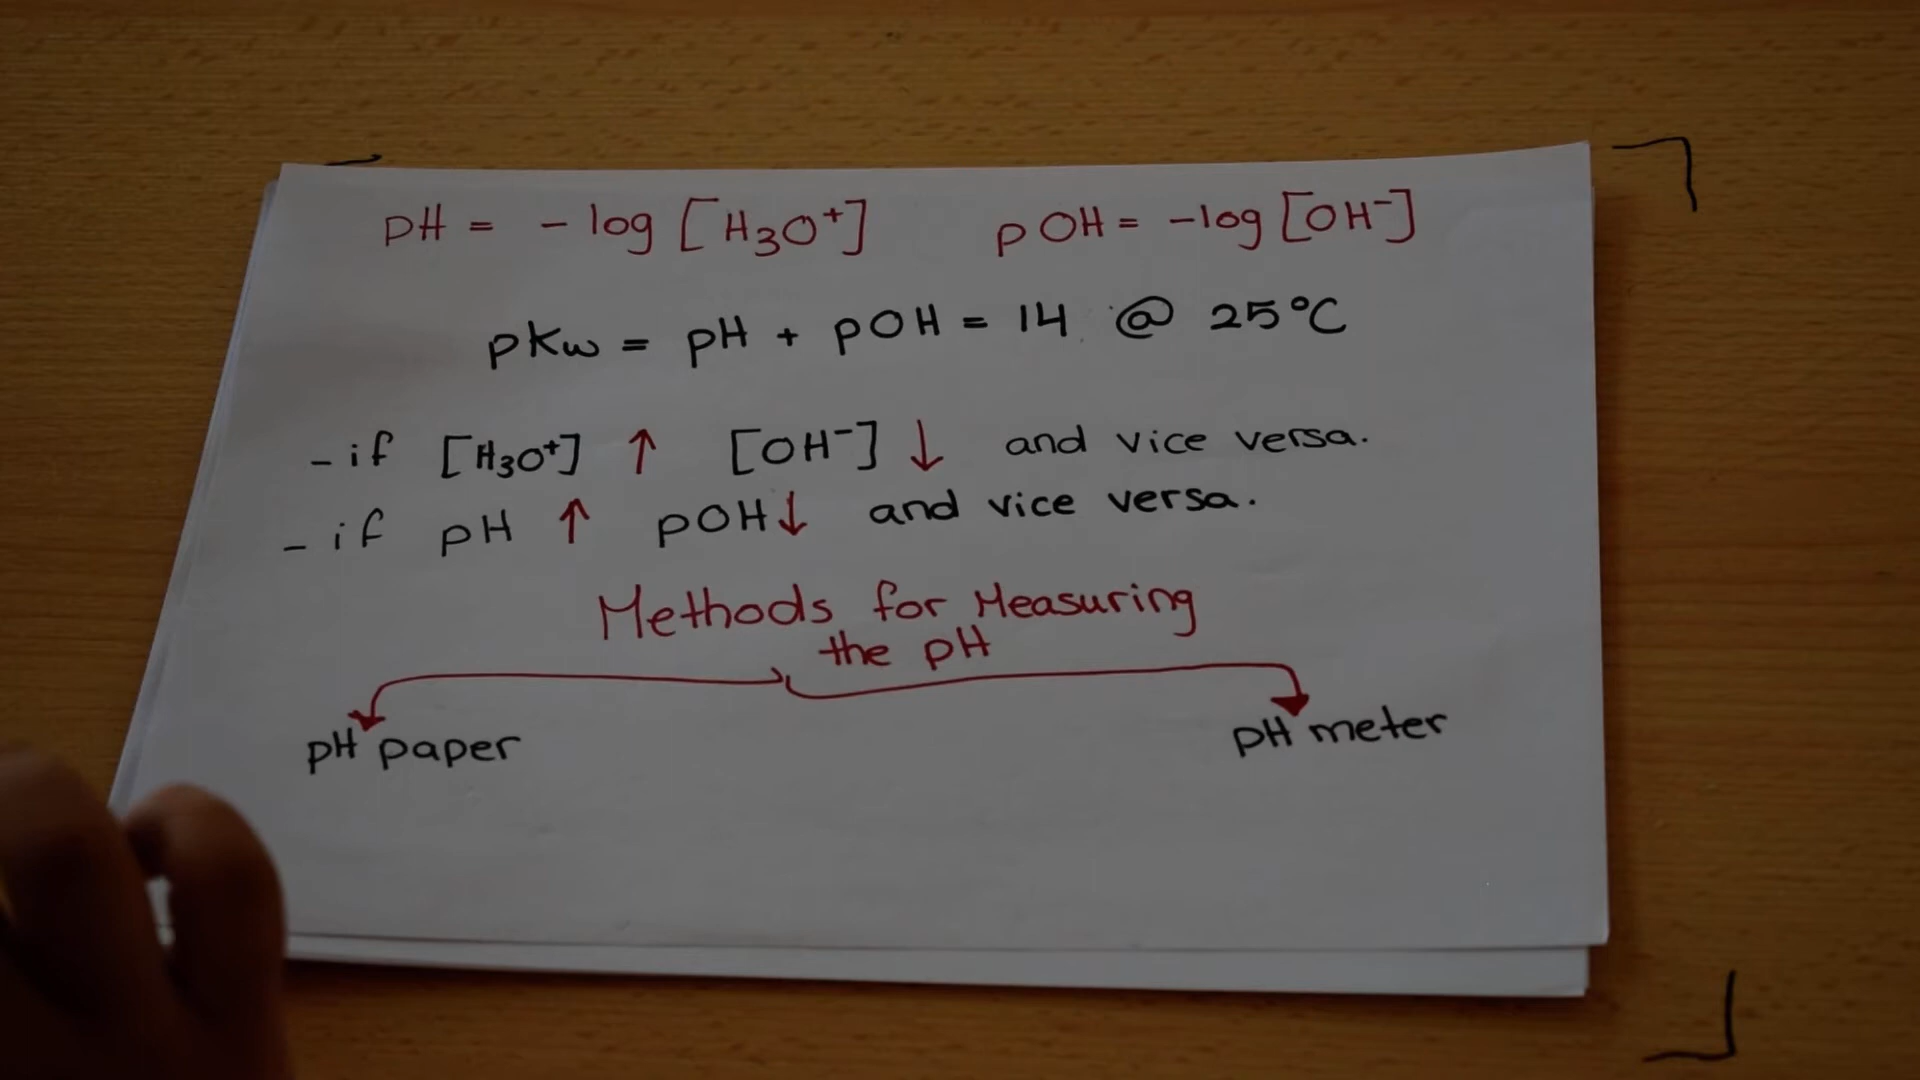 pH = - log [H3O+] pOH = -log [OH-]
pKw = pH + pOH = 14 @ 25°C
- if [H3O+] ↑ [OH-] ↓ and vice versa.
- if pH ↑ pOH↓ and vice versa.
Methods for Measuring
the pH
pH paper pH meter